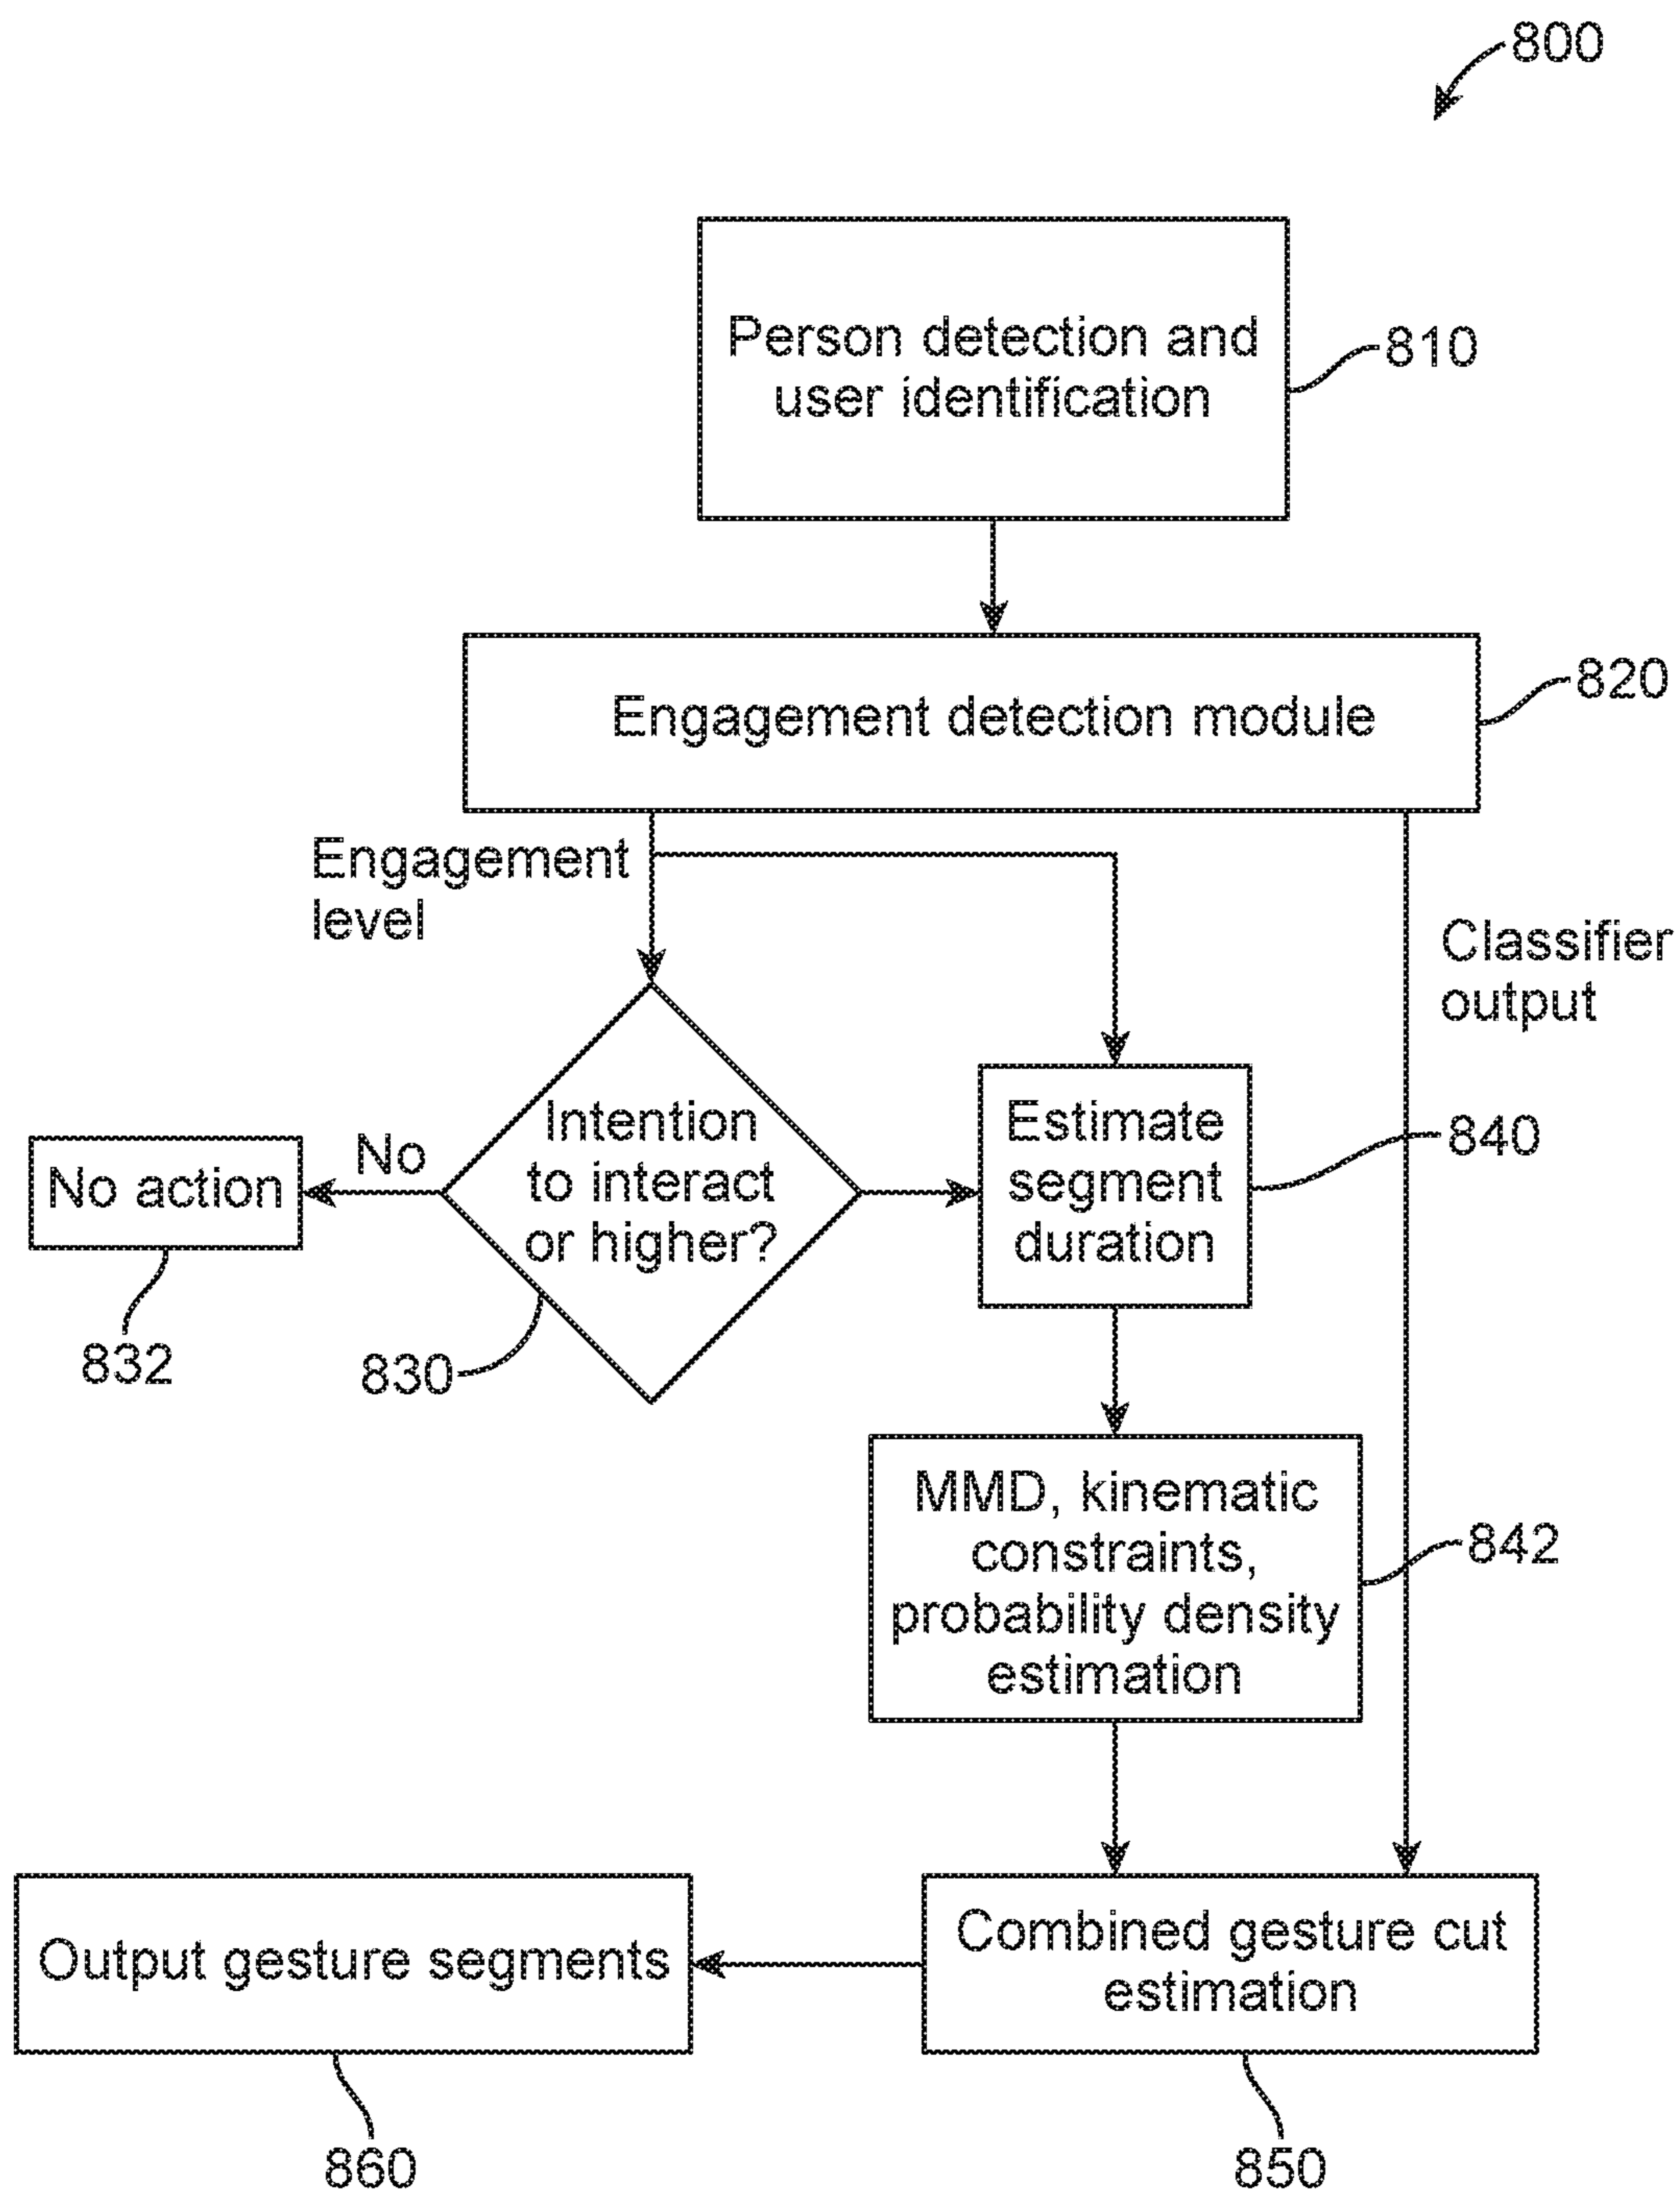 800
Person detection and
user identification
810
Engagement detection module
820
Engagement
level
Classifier
output
Intention
to interact
or higher?
No
No action
832
830
Estimate
segment
duration
840
MMD, kinematic
constraints,
probability density
estimation
842
Combined gesture cut
estimation
850
Output gesture segments
860